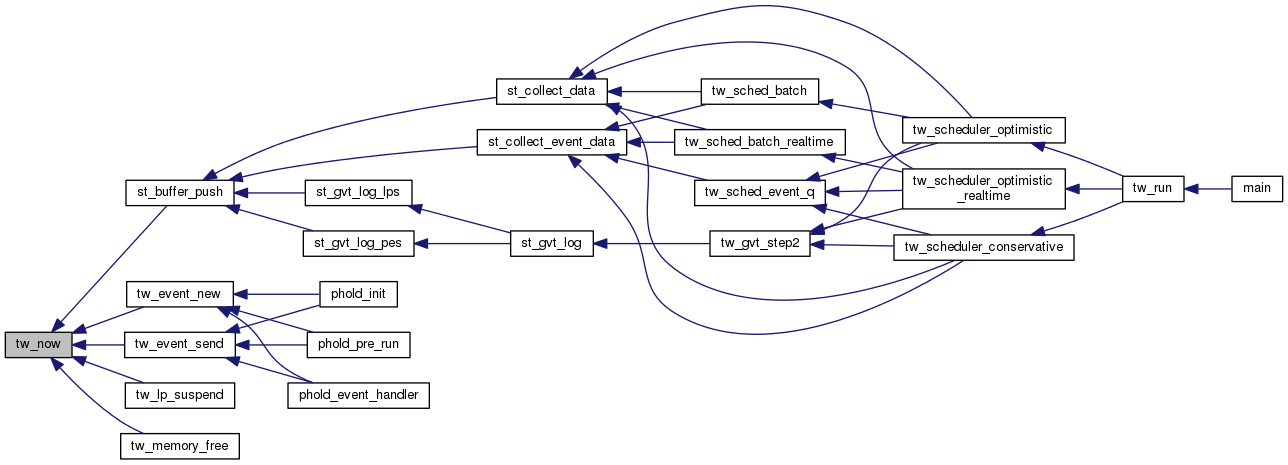 st_collect_data
tw_sched_batch
tw_scheduler_optimistic
st_collect_event_data
tw_sched_batch_realtime
st_buffer_push
st_gvt_log_lps
tw_sched_event_q
tw_scheduler_optimistic
_realtime
tw_run
main
st_gvt_log_pes
st_gvt_log
tw_gvt_step2
tw_scheduler_conservative
tw_event_new
phold_init
tw_now
tw_event_send
phold_pre_run
tw_lp_suspend
phold_event_handler
tw_memory_free